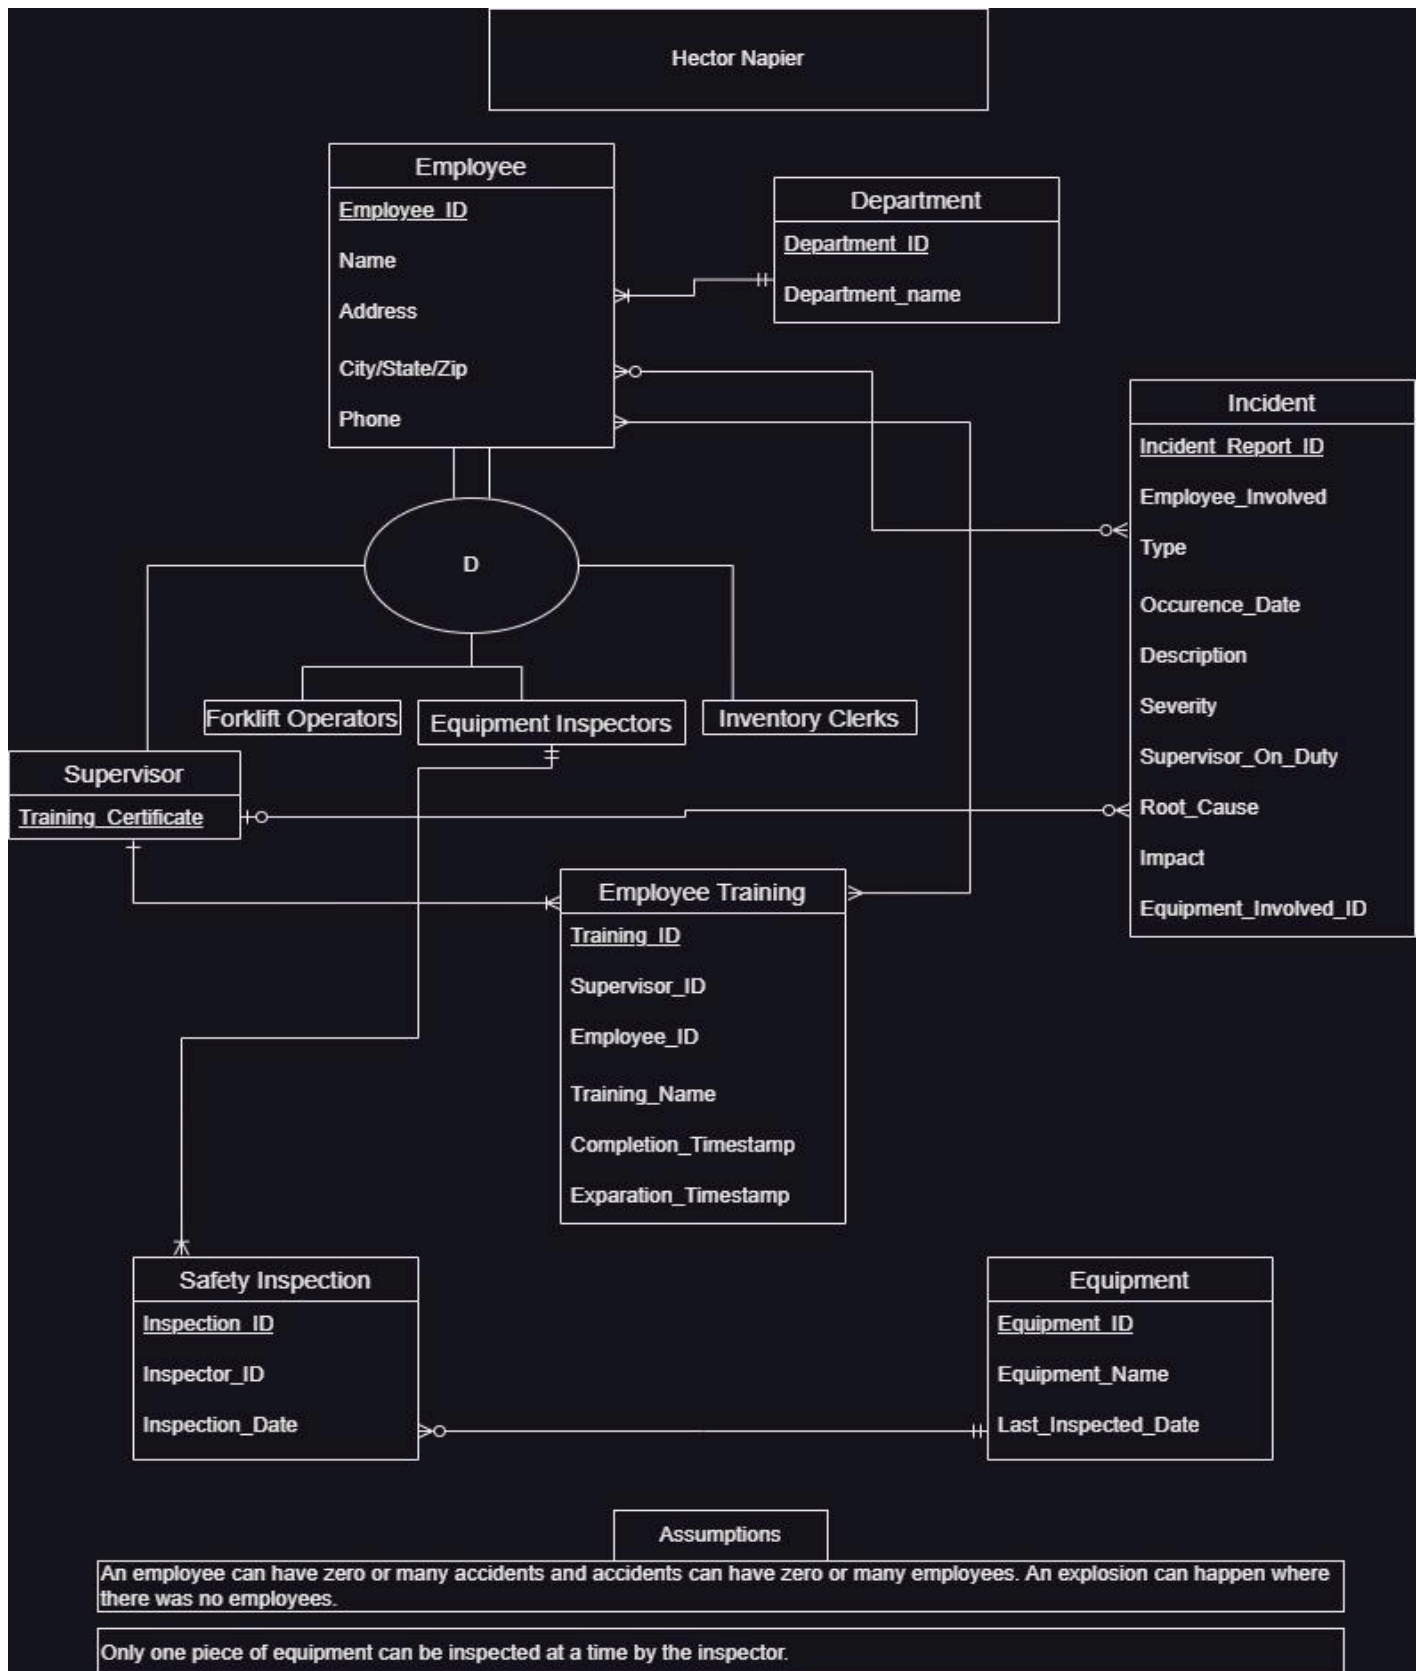 Hector Napier
Employee
Employee_ID
Name
Address
City/State/Zip
Phone
Department
Department_ID
Department_name
Incident
Incident_Report_ID
Employee_Involved
Type
Occurence_Date
Description
Severity
Supervisor_On_Duty
Root_Cause
Impact
Equipment_Involved_ID
D
Forklift Operators
Equipment Inspectors
Inventory Clerks
Supervisor
Training_Certificate
Employee Training
Training_ID
Supervisor_ID
Employee_ID
Training_Name
Completion_Timestamp
Exparation_Timestamp
Safety Inspection
Inspection_ID
Inspector_ID
Inspection_Date
Equipment
Equipment_ID
Equipment_Name
Last_Inspected_Date
Assumptions
An employee can have zero or many accidents and accidents can have zero or many employees. An explosion can happen where
there was no employees.
Only one piece of equipment can be inspected at a time by the inspector.